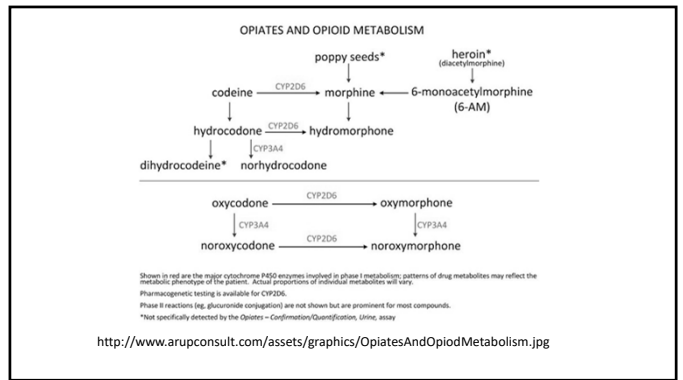 OPIATES AND OPIOID METABOLISM
poppy seeds*
heroin*
(diacetylmorphine)
codeine CYP2D6 morphine 6-monoacetylmorphine
(6-AM)
hydrocodone CYP2D6 hydromorphone
CYP3A4
dihydrocodeine* norhydrocodone
oxycodone CYP2D6 oxymorphone
CYP3A4 CYP3A4
noroxycodone CYP2D6 noroxymorphone
Shown in red are the major cytochrome P450 enzymes involved in phase I metabolism; patterns of drug metabolites may reflect the
metabolic phenotype of the patient. Actual proportions of individual metabolites will vary.
Pharmacogenetic testing is available for CYP2D6.
Phase II reactions (eg, glucuronide conjugation) are not shown but are prominent for most compounds.
*Not specifically detected by the Opiates – Confirmation/Quantification, Urine, assay
http://www.arupconsult.com/assets/graphics/OpiatesAndOpiodMetabolism.jpg